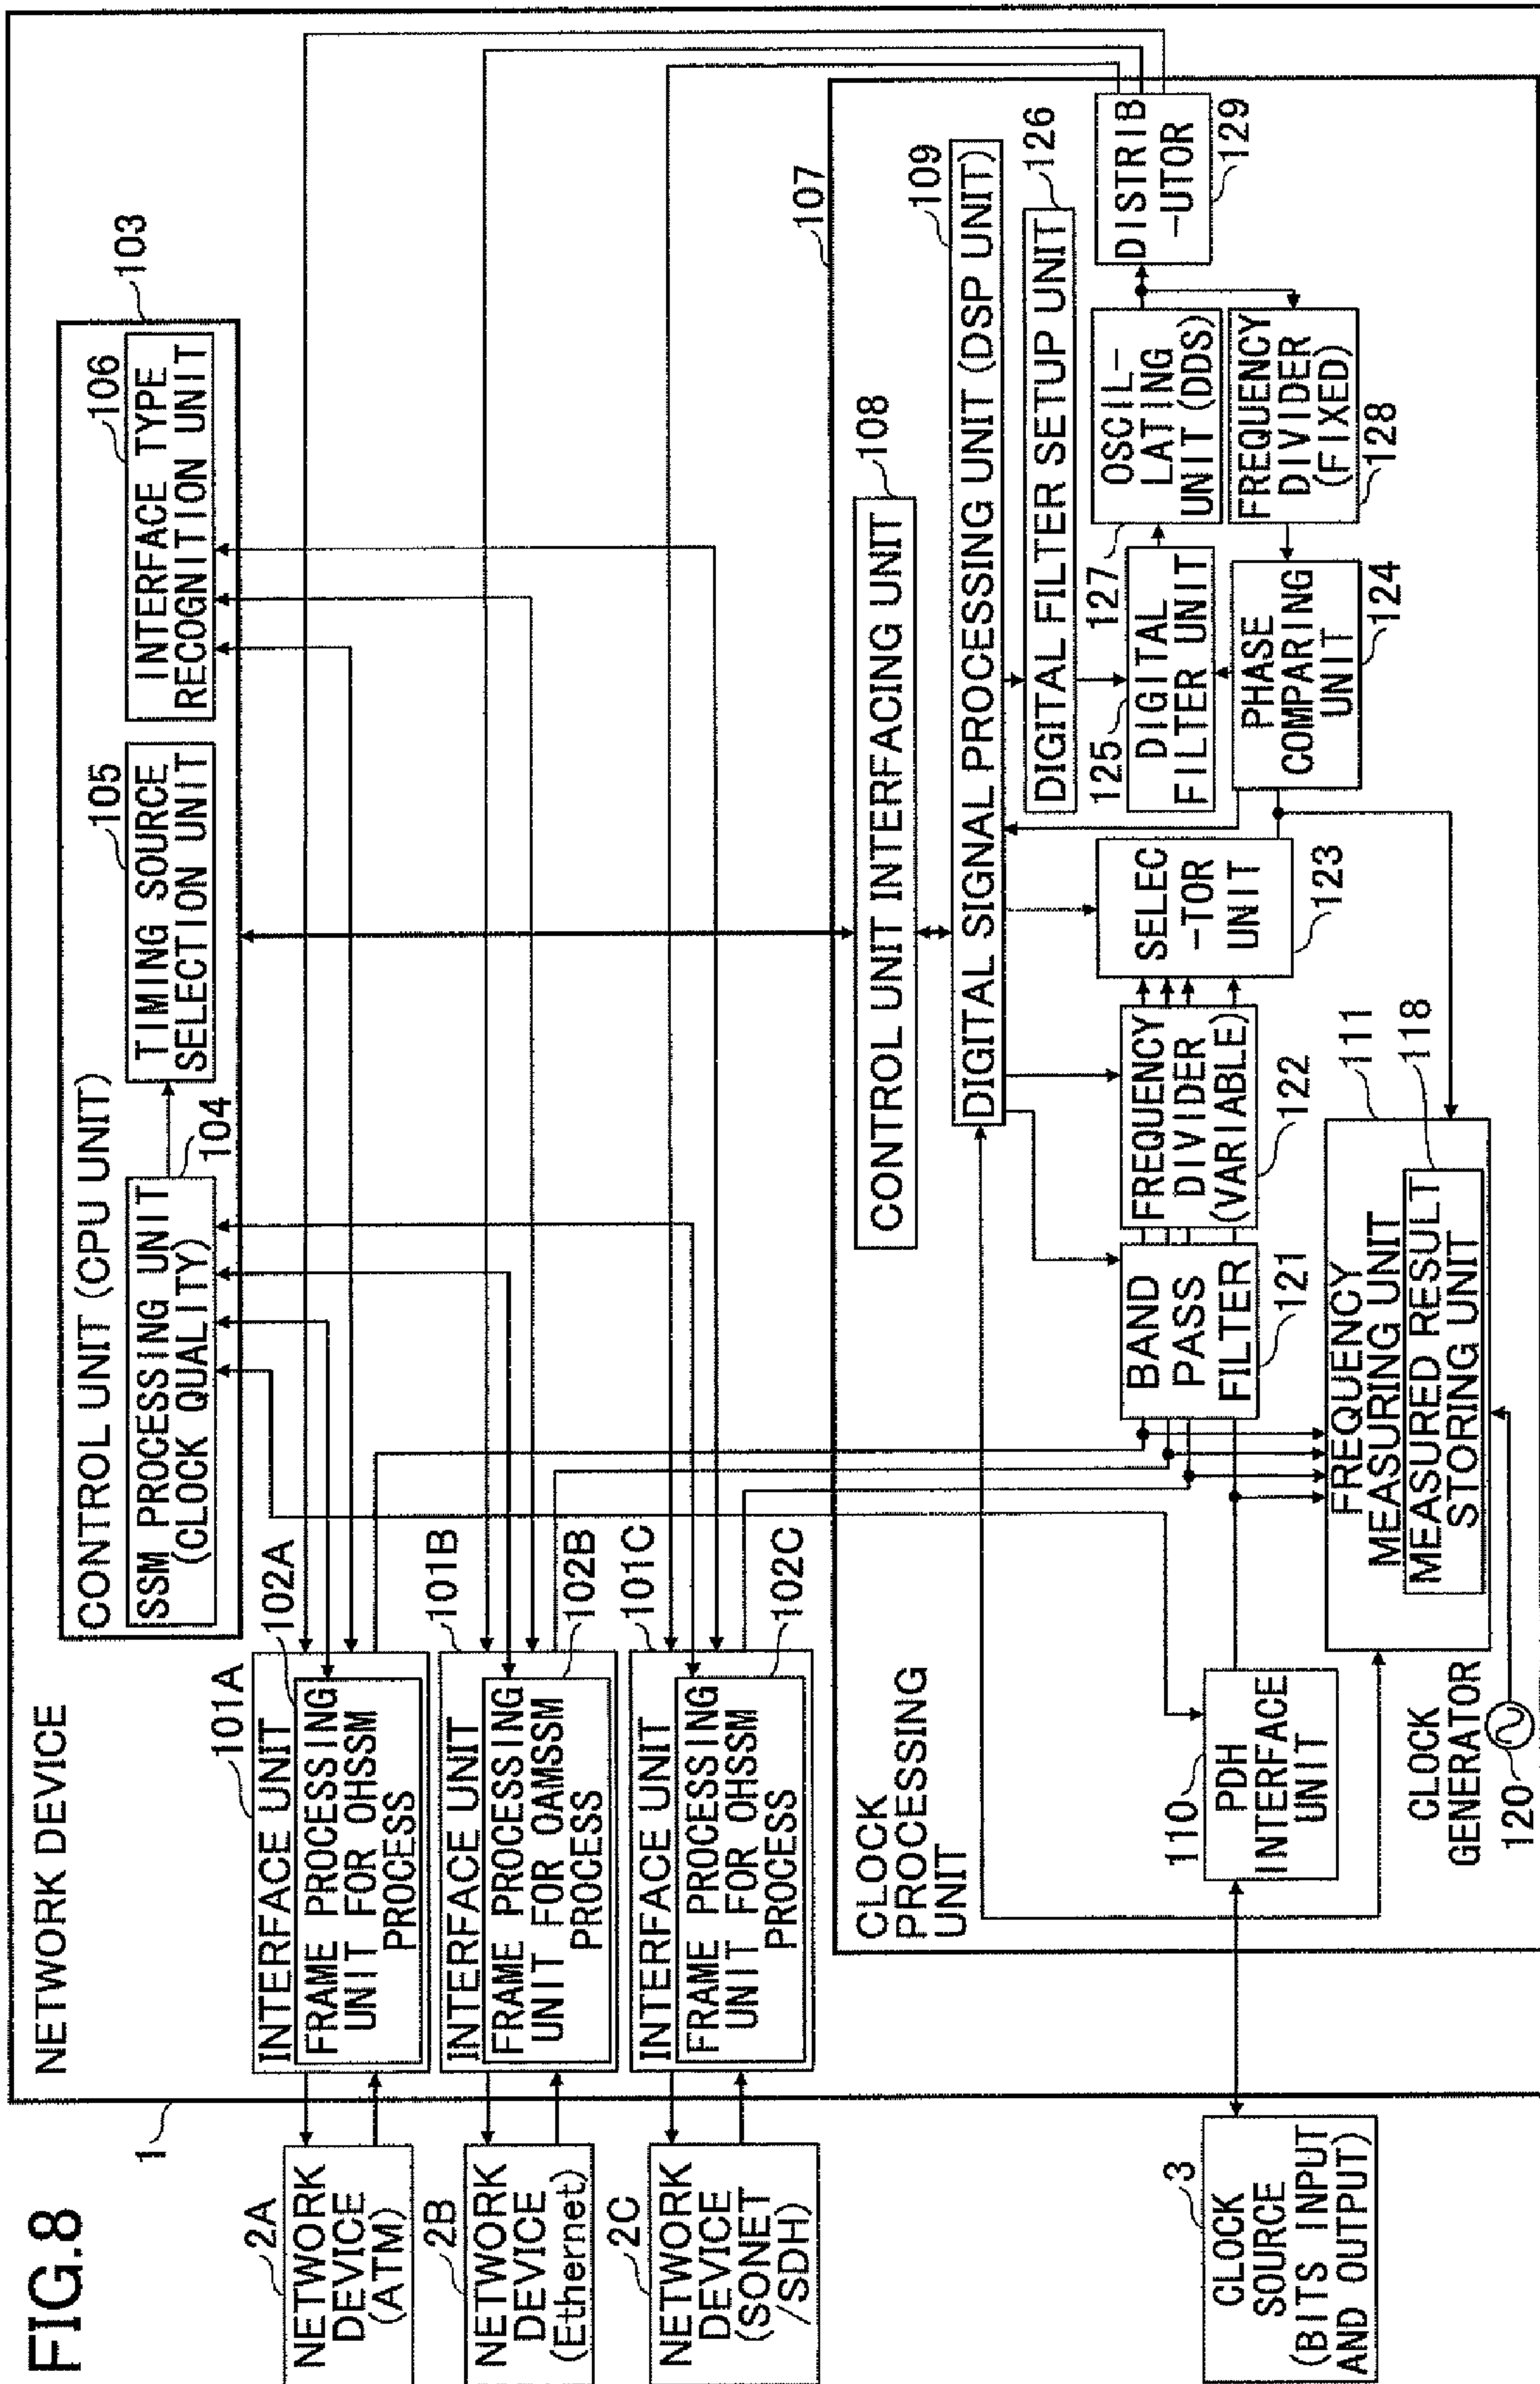 FIG.8
NETWORK DEVICE
1
CONTROL UNIT (CPU UNIT)
103
SSM PROCESSING UNIT
(CLOCK QUALITY)
104
TIMING SOURCE
SELECTION UNIT
105
INTERFACE TYPE
RECOGNITION UNIT
106
2A
NETWORK
DEVICE
(ATM)
101A
INTERFACE UNIT
102A
FRAME PROCESSING
UNIT FOR OHSSM
PROCESS
2B
NETWORK
DEVICE
(Ethernet)
101B
INTERFACE UNIT
102B
FRAME PROCESSING
UNIT FOR OAMSSM
PROCESS
2C
NETWORK
DEVICE
(SONET
/SDH)
101C
INTERFACE UNIT
102C
FRAME PROCESSING
UNIT FOR OHSSM
PROCESS
CLOCK
PROCESSING
UNIT
107
CONTROL UNIT INTERFACING UNIT
108
DIGITAL SIGNAL PROCESSING UNIT (DSP UNIT)
109
DIGITAL FILTER SETUP UNIT
126
BAND
PASS
FILTER
121
FREQUENCY
DIVIDER
(VARIABLE)
122
SELEC
-TOR
UNIT
123
125
DIGITAL
FILTER UNIT
127
OSCIL-
LATING
UNIT (DDS)
DISTRIB
-UTOR
129
PHASE
COMPARING
UNIT
124
FREQUENCY
DIVIDER
(FIXED)
128
3
CLOCK
SOURCE
(BITS INPUT
AND OUTPUT)
110
PDH
INTERFACE
UNIT
FREQUENCY
MEASURING UNIT
111
MEASURED RESULT
STORING UNIT
118
CLOCK
GENERATOR
120